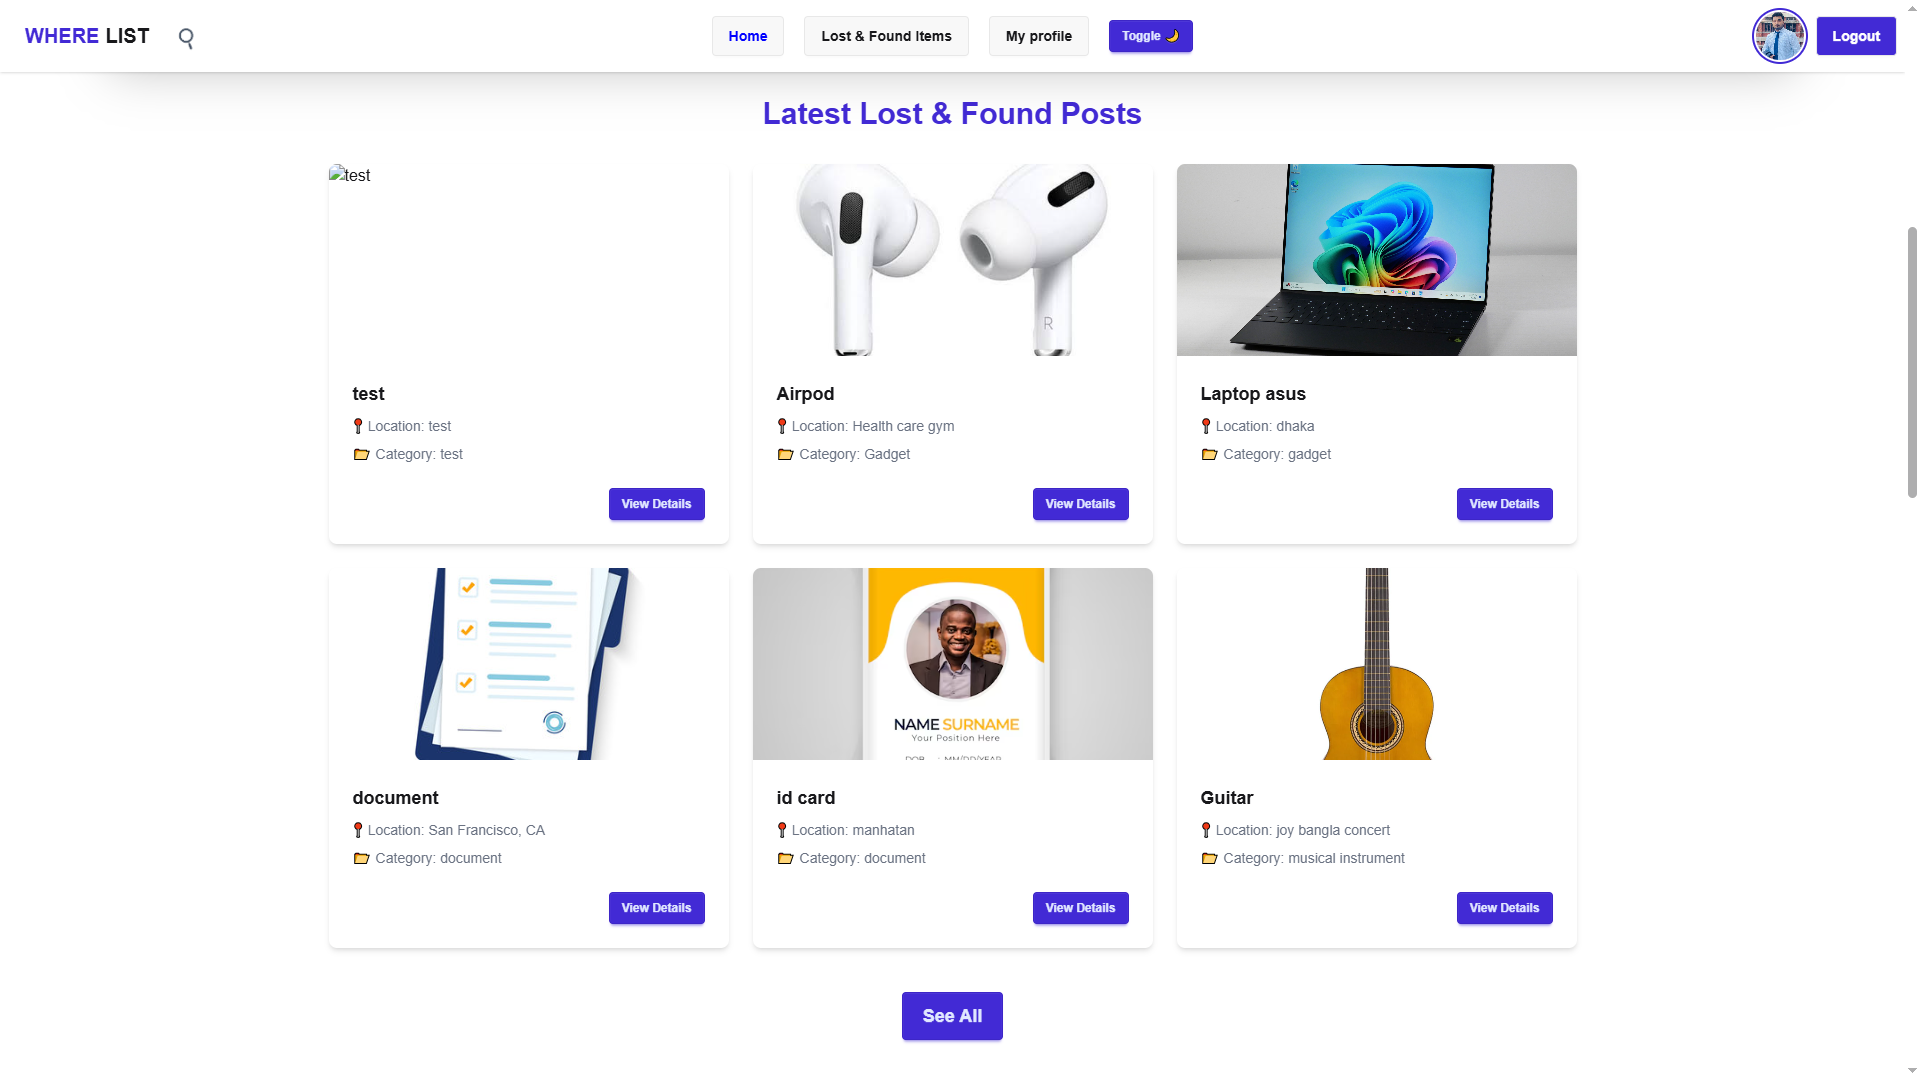 WHERE LIST
Home
Lost & Found Items
My profile
Toggle 🌙
Logout
Latest Lost & Found Posts
test
R
test
📍 Location: test
📂 Category: test
View Details
Airpod
📍 Location: Health care gym
📂 Category: Gadget
View Details
Laptop asus
📍 Location: dhaka
📂 Category: gadget
View Details
NAME SURNAME
Your Position Here
DOB : MM/DD/YEAR
document
📍 Location: San Francisco, CA
📂 Category: document
View Details
id card
📍 Location: manhatan
📂 Category: document
View Details
Guitar
📍 Location: joy bangla concert
📂 Category: musical instrument
View Details
See All